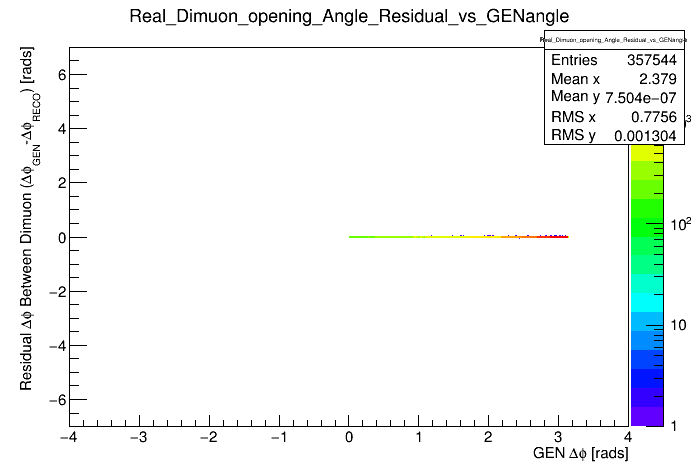 Real_Dimuon_opening_Angle_Residual_vs_GENangle
Real_Dimuon_opening_Angle_Residual_vs_GENangle
Entries 357544
Mean x 2.379
Mean y 7.504e−07
RMS x 0.7756
RMS y 0.001304
Residual Δϕ Between Dimuon (Δϕ_GEN-Δϕ_RECO) [rads]
6
4
2
0
−2
−4
−6
−4 −3 −2 −1 0 1 2 3 4
GEN Δϕ [rads]
3
10²
10
1